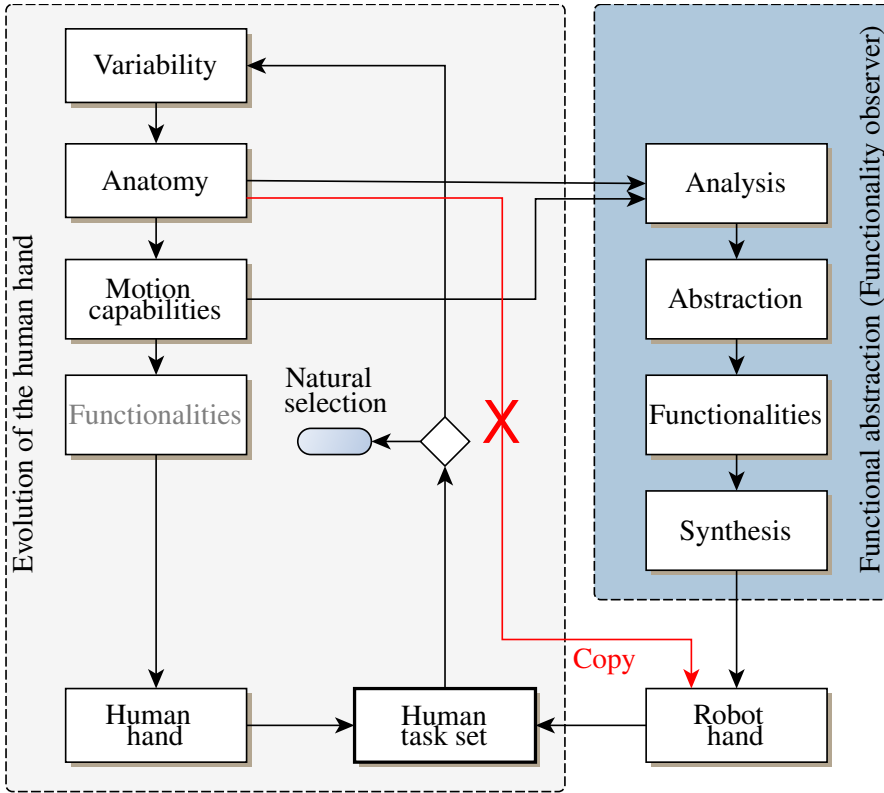 Variability
Anatomy
Motion
capabilities
Functionalities
Natural
selection
Human
hand
Human
task set
Evolution of the human hand
Analysis
Abstraction
Functionalities
Synthesis
Copy
Robot
hand
Functional abstraction (Functionality observer)
X